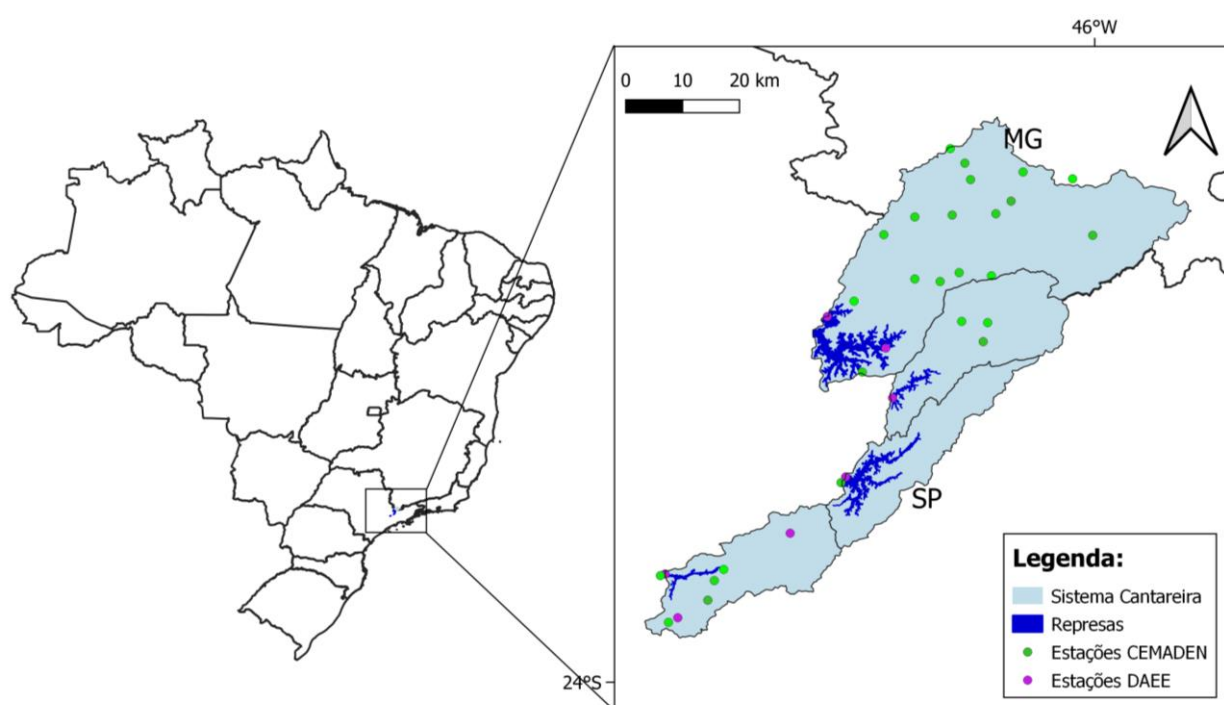 46°W
0 10 20 km
MG
SP
Legenda:
Sistema Cantareira
Represas
Estações CEMADEN
Estações DAEE
24°S